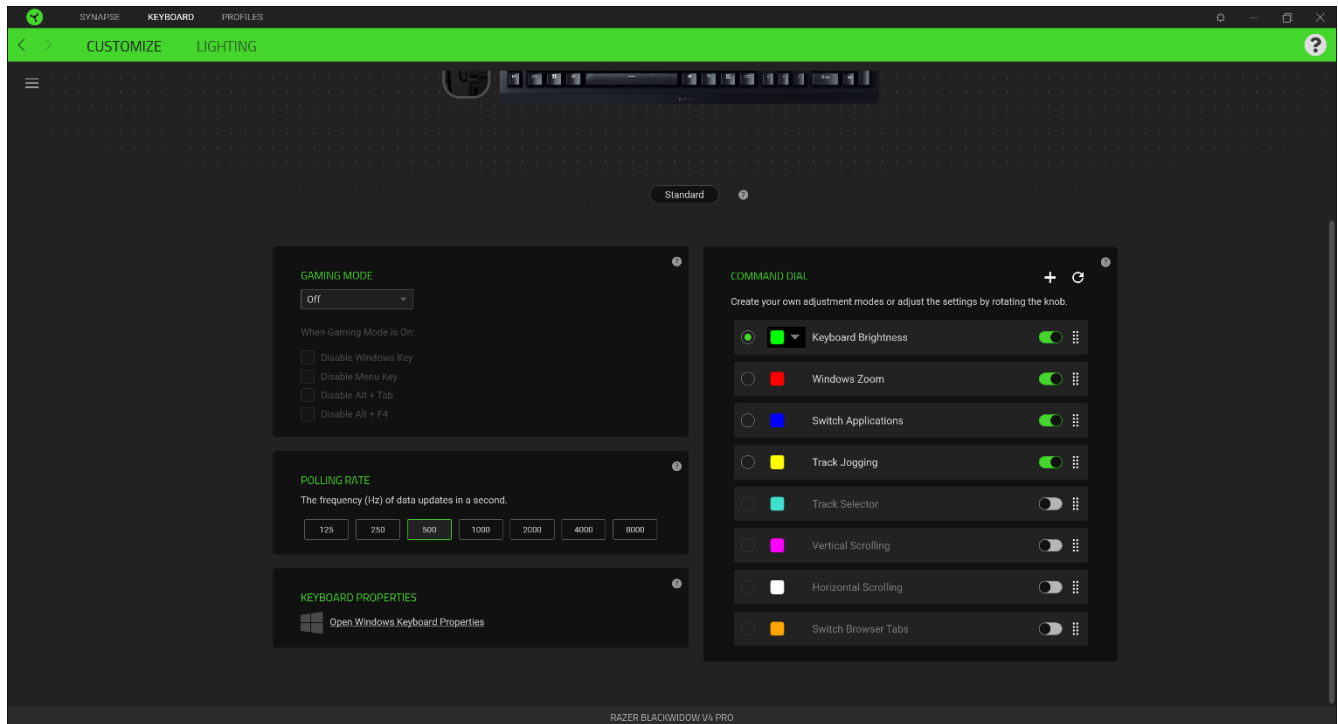 SYNAPSE KEYBOARD PROFILES
CUSTOMIZE LIGHTING
?
Standard ?
GAMING MODE
Off
When Gaming Mode is On:
Disable Windows Key
Disable Menu Key
Disable Alt + Tab
Disable Alt + F4
POLLING RATE
The frequency (Hz) of data updates in a second.
125 250 500 1000 2000 4000 8000
KEYBOARD PROPERTIES
Open Windows Keyboard Properties
COMMAND DIAL
Create your own adjustment modes or adjust the settings by rotating the knob.
Keyboard Brightness
Windows Zoom
Switch Applications
Track Jogging
Track Selector
Vertical Scrolling
Horizontal Scrolling
Switch Browser Tabs
RAZER BLACKWIDOW V4 PRO